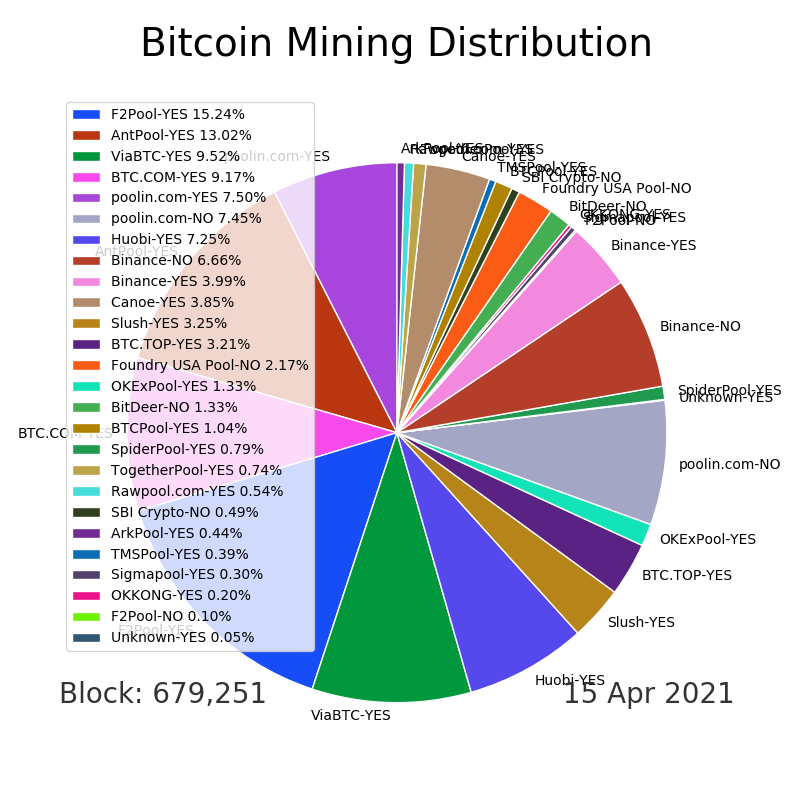 Bitcoin Mining Distribution
F2Pool-YES 15.24%
AntPool-YES 13.02%
ViaBTC-YES 9.52%
BTC.COM-YES 9.17%
poolin.com-YES 7.50%
poolin.com-NO 7.45%
Huobi-YES 7.25%
Binance-NO 6.66%
Binance-YES 3.99%
Canoe-YES 3.85%
Slush-YES 3.25%
BTC.TOP-YES 3.21%
Foundry USA Pool-NO 2.17%
OKExPool-YES 1.33%
BitDeer-NO 1.33%
BTCPool-YES 1.04%
SpiderPool-YES 0.79%
TogetherPool-YES 0.74%
Rawpool.com-YES 0.54%
SBI Crypto-NO 0.49%
ArkPool-YES 0.44%
TMSPool-YES 0.39%
Sigmapool-YES 0.30%
OKKONG-YES 0.20%
F2Pool-NO 0.10%
Unknown-YES 0.05%
poolin.com-YES
AntPool-YES
BTC.COM-YES
F2Pool-YES
ViaBTC-YES
Huobi-YES
Slush-YES
BTC.TOP-YES
OKExPool-YES
poolin.com-NO
Unknown-YES
SpiderPool-YES
Binance-NO
Binance-YES
F2Pool-NO
OKKONG-YES
BitDeer-NO
Foundry USA Pool-NO
SBI Crypto-NO
BTCPool-YES
TMSPool-YES
Canoe-YES
ArkPool-YES
Block: 679,251
15 Apr 2021